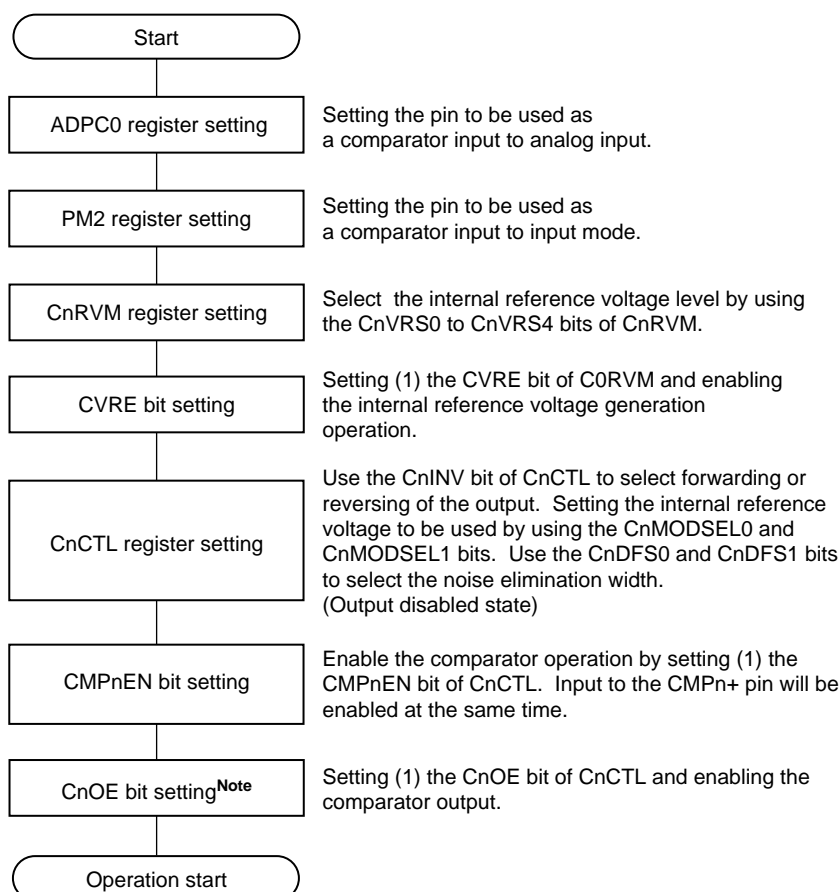 Start
ADPC0 register setting
Setting the pin to be used as
a comparator input to analog input.
PM2 register setting
Setting the pin to be used as
a comparator input to input mode.
CnRVM register setting
Select the internal reference voltage level by using
the CnVRS0 to CnVRS4 bits of CnRVM.
CVRE bit setting
Setting (1) the CVRE bit of C0RVM and enabling
the internal reference voltage generation
operation.
CnCTL register setting
Use the CnINV bit of CnCTL to select forwarding or
reversing of the output. Setting the internal reference
voltage to be used by using the CnMODSEL0 and
CnMODSEL1 bits. Use the CnDFS0 and CnDFS1 bits
to select the noise elimination width.
(Output disabled state)
CMPnEN bit setting
Enable the comparator operation by setting (1) the
CMPnEN bit of CnCTL. Input to the CMPn+ pin will be
enabled at the same time.
CnOE bit settingNote
Setting (1) the CnOE bit of CnCTL and enabling the
comparator output.
Operation start